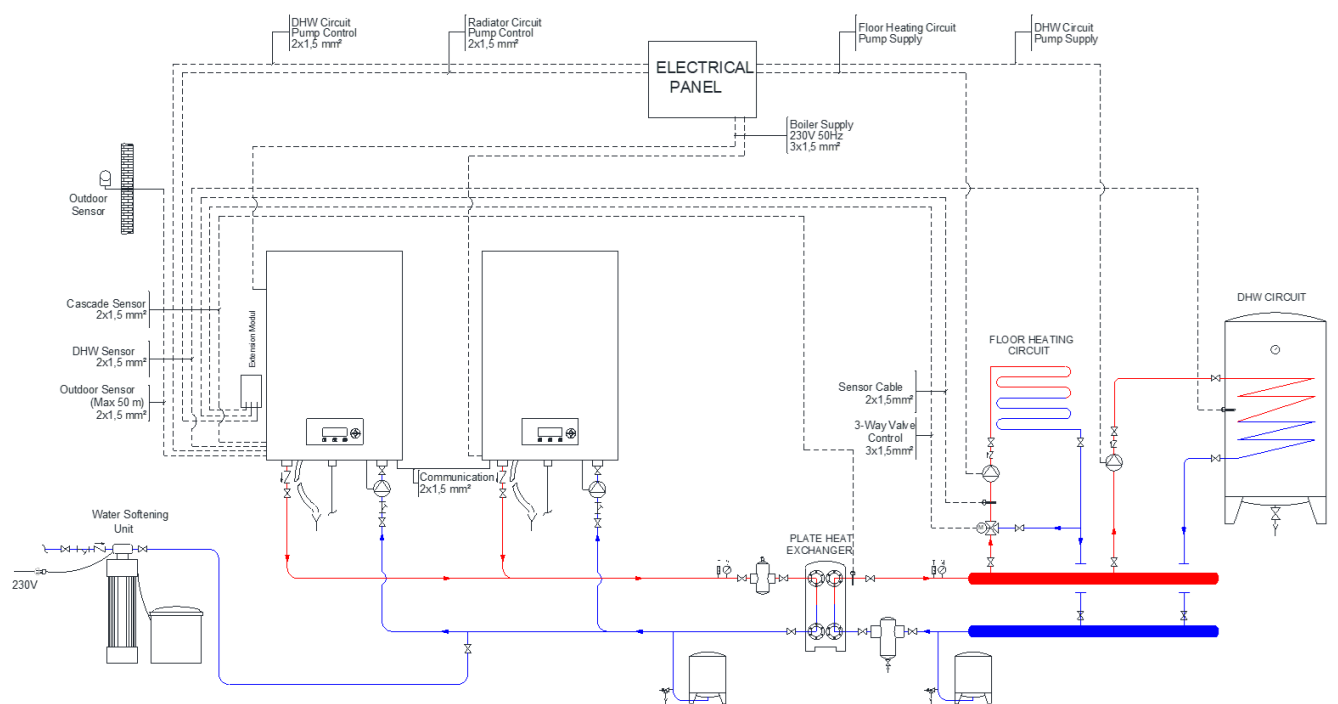 DHW Circuit
Pump Control
2x1,5 mm²
Radiator Circuit
Pump Control
2x1,5 mm²
ELECTRICAL
PANEL
Floor Heating Circuit
Pump Supply
DHW Circuit
Pump Supply
Boiler Supply
230V 50Hz
3x1,5 mm²
Outdoor
Sensor
Cascade Sensor
2x1,5 mm²
DHW Sensor
2x1,5 mm²
Outdoor Sensor
(Max 50 m)
2x1,5 mm²
Extension Modul
DHW CIRCUIT
FLOOR HEATING
CIRCUIT
Sensor Cable
2x1,5mm²
3-Way Valve
Control
3x1,5mm²
Communication
2x1,5 mm²
Water Softening
Unit
230V
PLATE HEAT
EXCHANGER
M